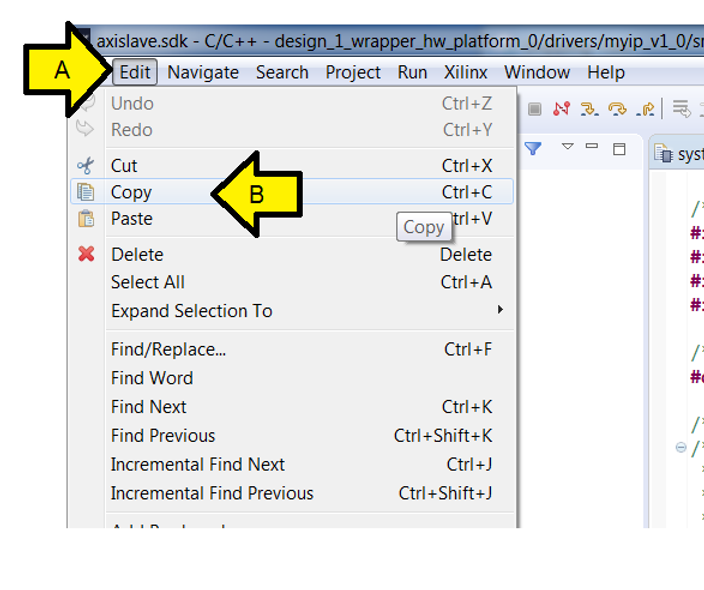 axislave.sdk - C/C++ - design_1_wrapper_hw_platform_0/drivers/myip_v1_0/s
A
Edit Navigate Search Project Run Xilinx Window Help
Undo Ctrl+Z
Redo Ctrl+Y
Cut Ctrl+X
Copy Ctrl+C
B
Paste Ctrl+V
Copy
Delete Delete
Select All Ctrl+A
Expand Selection To
Find/Replace... Ctrl+F
Find Word
Find Next Ctrl+K
Find Previous Ctrl+Shift+K
Incremental Find Next Ctrl+J
Incremental Find Previous Ctrl+Shift+J
syst
/*
#
#
#
#
/*
#
/*
/*